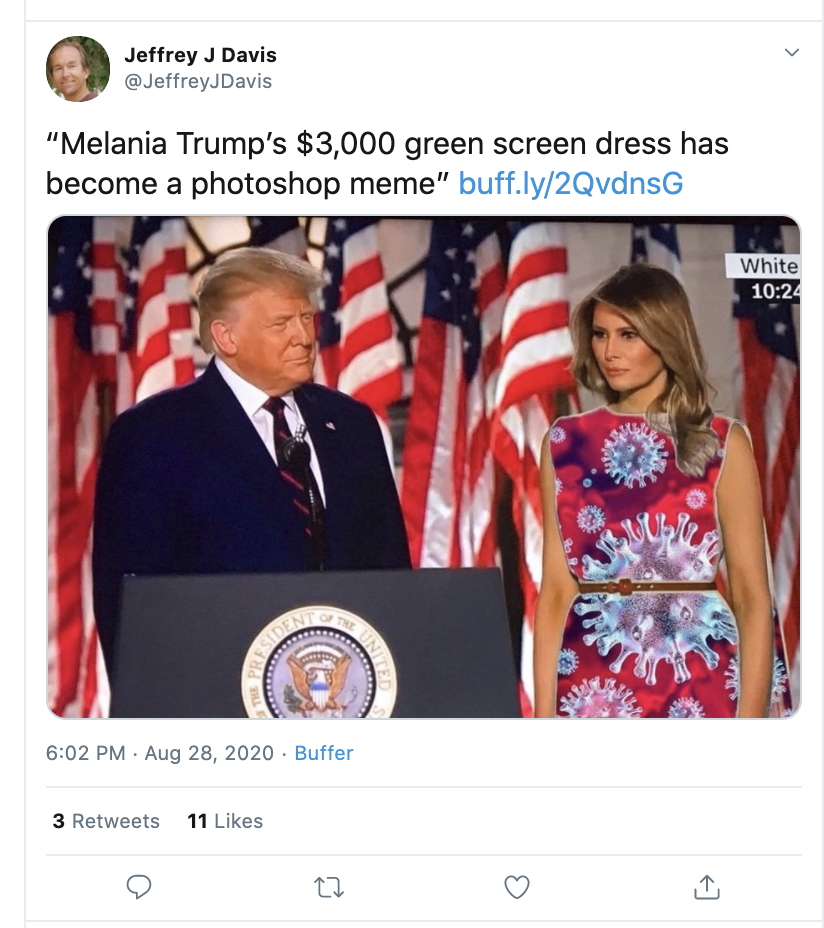 Jeffrey J Davis
@JeffreyJDavis
“Melania Trump’s $3,000 green screen dress has
become a photoshop meme” buff.ly/2QvdnsG
White
10:24
PRESIDENT OF THE UNITED
THE
6:02 PM · Aug 28, 2020 · Buffer
3 Retweets 11 Likes